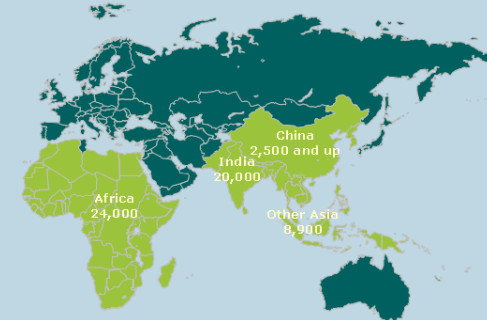 China
2,500 and up
India
20,000
Africa
24,000
Other Asia
8,900